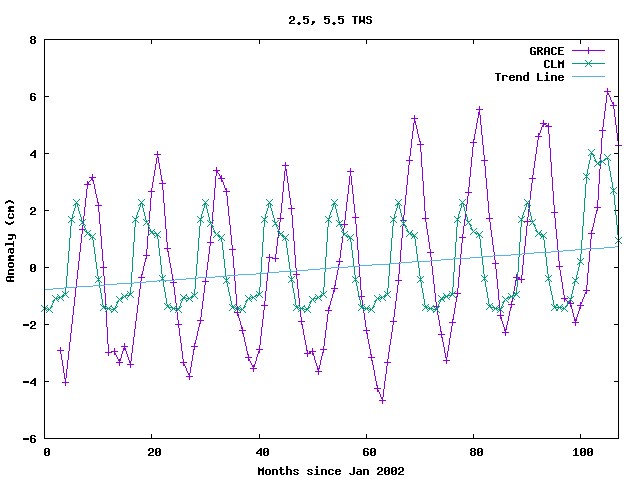 2.5, 5.5 TWS
GRACE
CLM
Trend Line
8
6
4
2
0
-2
-4
-6
Anomaly (cm)
0 20 40 60 80 100
Months since Jan 2002